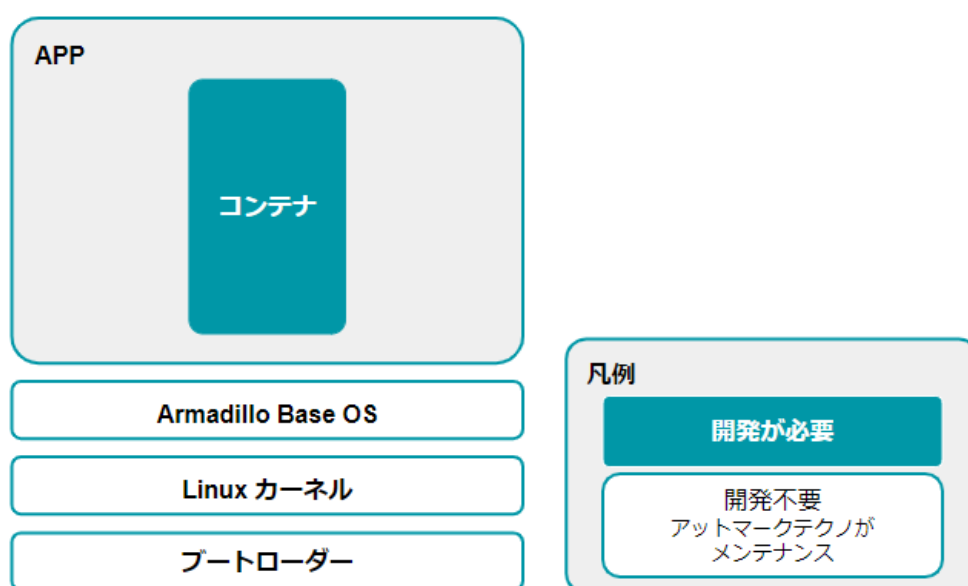 APP
コンテナ
Armadillo Base OS
Linux カーネル
ブートローダー
凡例
開発が必要
開発不要
アットマークテクノが
メンテナンス